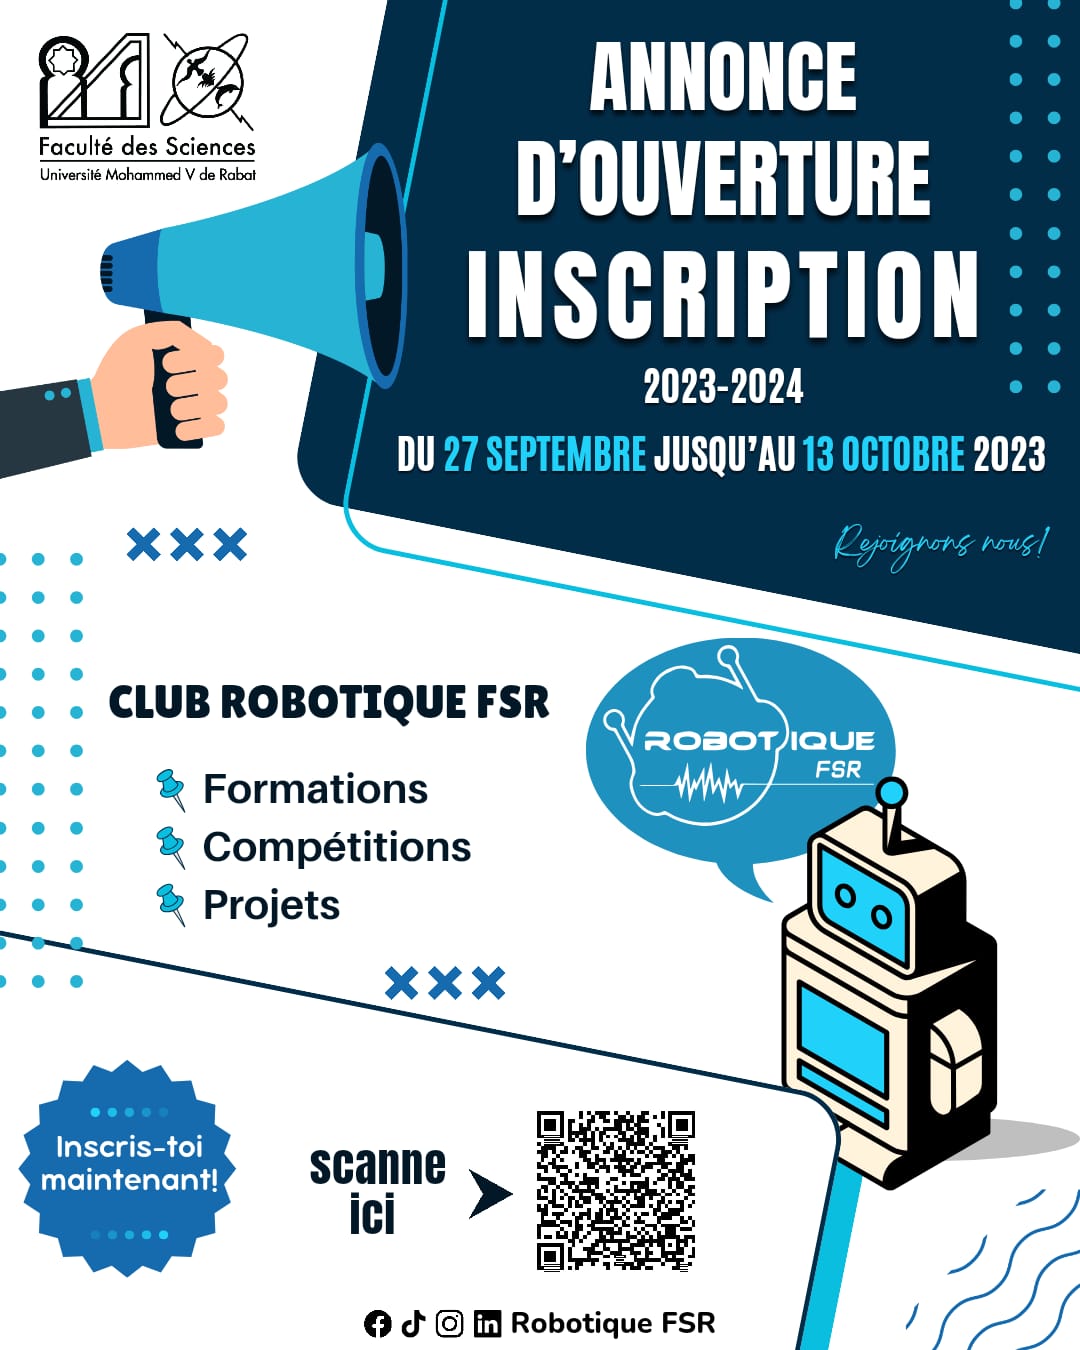 Faculté des Sciences
Université Mohammed V de Rabat
ANNONCE
D'OUVERTURE
INSCRIPTION
2023-2024
DU 27 SEPTEMBRE JUSQU'AU 13 OCTOBRE 2023
Rejoignons nous!
CLUB ROBOTIQUE FSR
Formations
Compétitions
Projets
ROBOTIQUE
FSR
Inscris-toi
maintenant!
scanne
ici
Robotique FSR